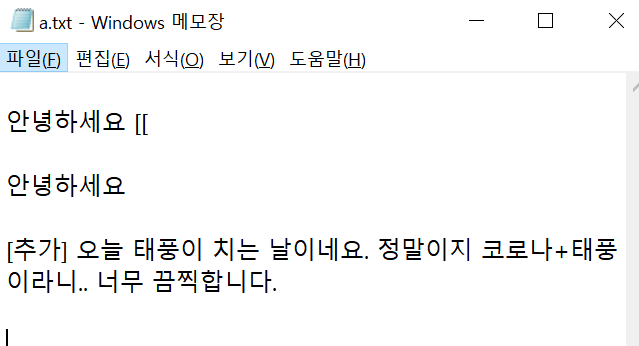 a.txt - Windows 메모장
파일(F) 편집(E) 서식(O) 보기(V) 도움말(H)
안녕하세요 [[
안녕하세요
[추가] 오늘 태풍이 치는 날이네요. 정말이지 코로나+태풍
이라니.. 너무 끔찍합니다.